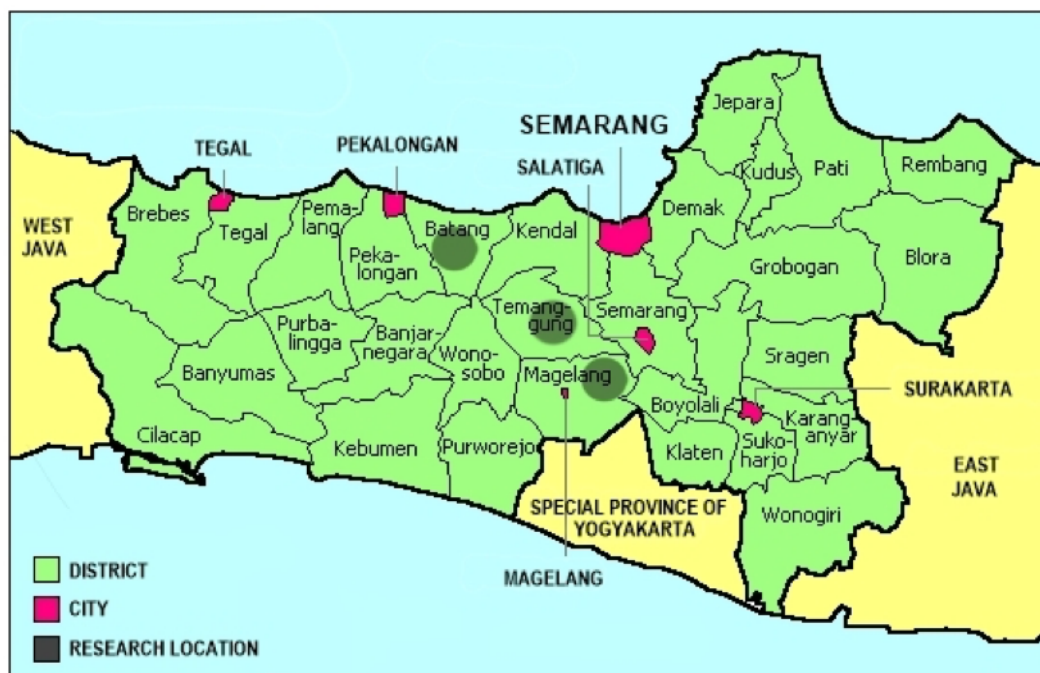 SEMARANG
TEGAL
PEKALONGAN
SALATIGA
Jepara
Kudus
Pati
Rembang
WEST
JAVA
Brebes
Tegal
Pema-
lang
Peka-
longan
Batang
Kendal
Demak
Grobogan
Blora
Temang-
gung
Semarang
Purba-
lingga
Banjar-
negara
Wono-
sobo
Banyumas
Magelang
Sragen
SURAKARTA
Boyolali
Karang-
anyar
Cilacap
Kebumen
Purworejo
Klaten
Suko-
harjo
EAST
JAVA
SPECIAL PROVINCE OF
YOGYAKARTA
Wonogiri
MAGELANG
DISTRICT
CITY
RESEARCH LOCATION